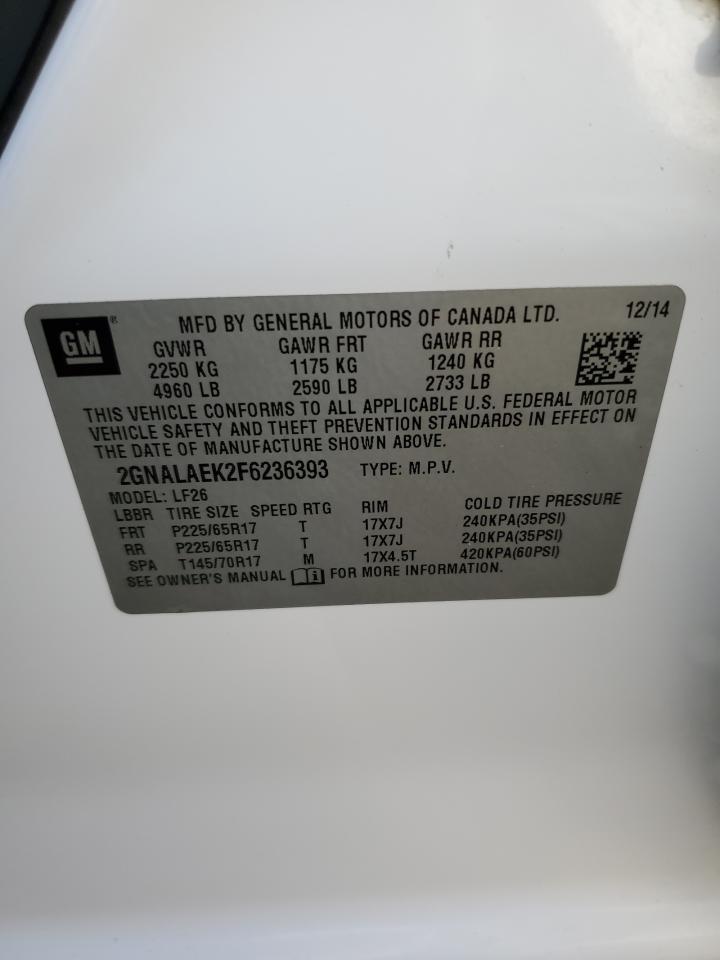 GM ® MFD BY GENERAL MOTORS OF CANADA LTD. 12/14
GVWR GAWR FRT GAWR RR
2250 KG 1175 KG 1240 KG
4960 LB 2590 LB 2733 LB
THIS VEHICLE CONFORMS TO ALL APPLICABLE U.S. FEDERAL MOTOR
VEHICLE SAFETY AND THEFT PREVENTION STANDARDS IN EFFECT ON
THE DATE OF MANUFACTURE SHOWN ABOVE.
2GNALAEK2F6236393 TYPE: M.P.V.
MODEL: LF26
LBBR TIRE SIZE SPEED RTG RIM COLD TIRE PRESSURE
FRT P225/65R17 T 17X7J 240KPA(35PSI)
RR P225/65R17 T 17X7J 240KPA(35PSI)
SPA T145/70R17 M 17X4.5T 420KPA(60PSI)
SEE OWNER'S MANUAL FOR MORE INFORMATION.